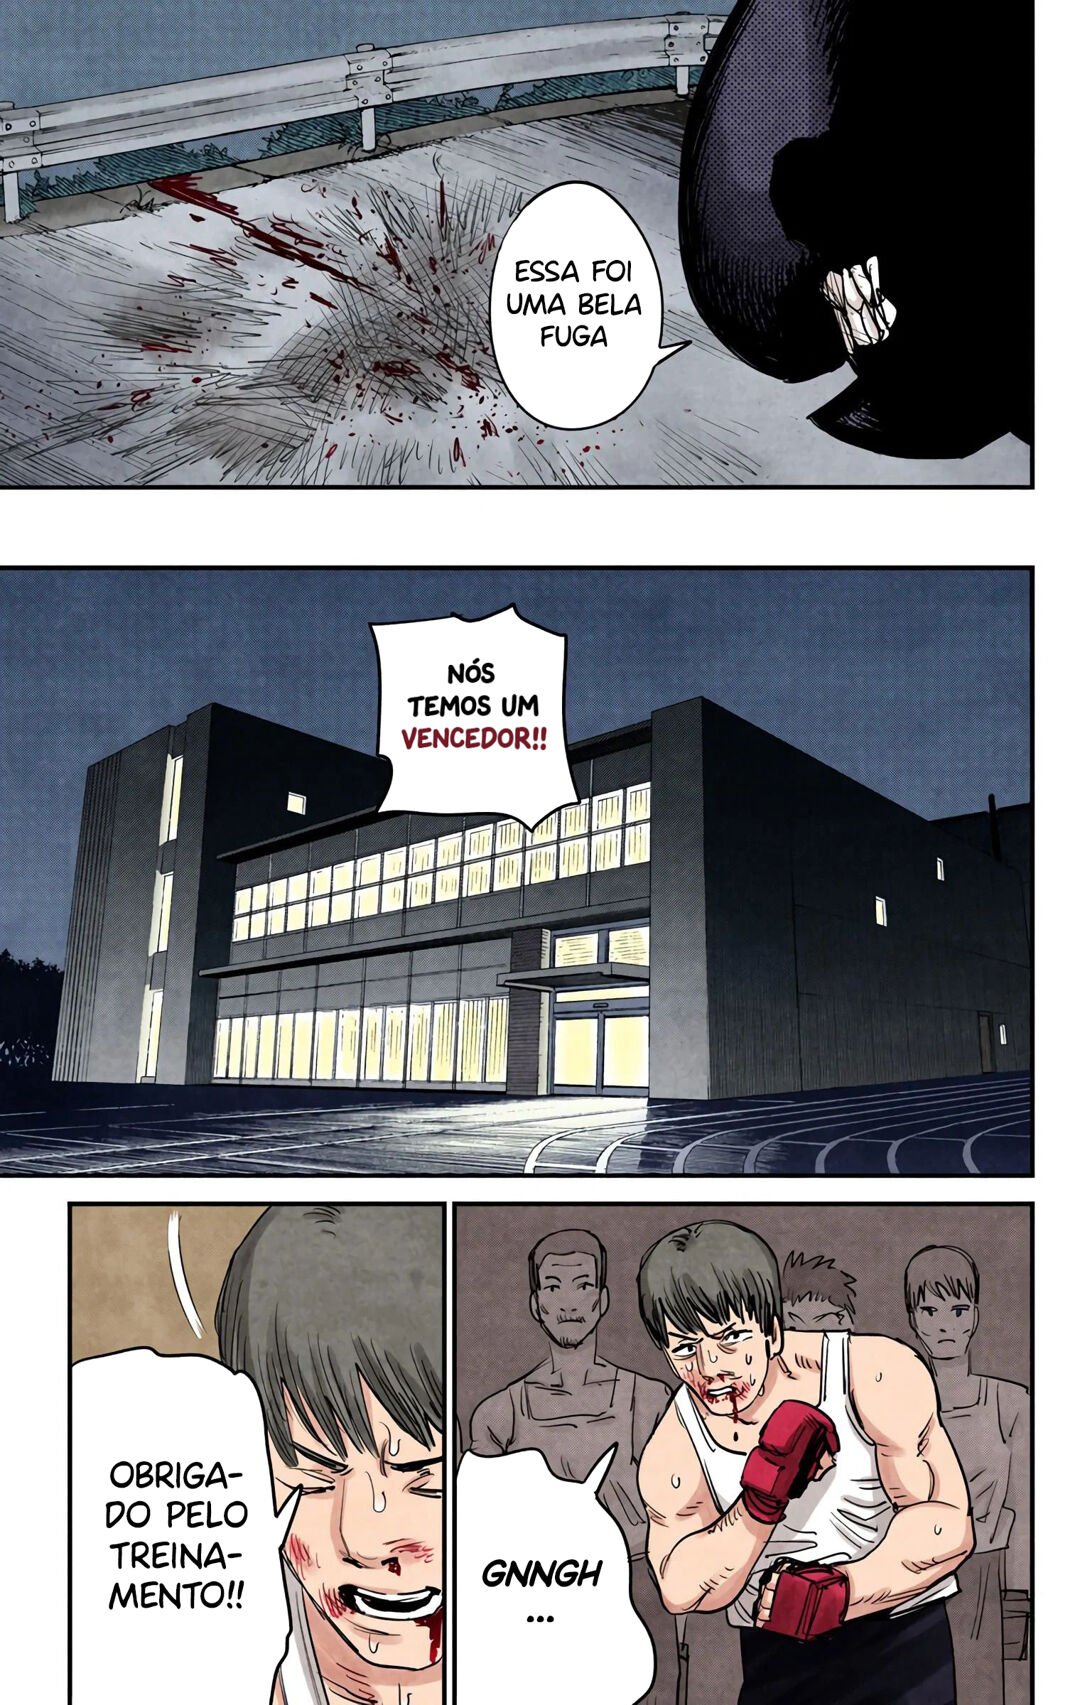 ESSA FOI
UMA BELA
FUGA
NÓS
TEMOS UM
VENCEDOR!!
GNNGH
...
OBRIGA-
DO PELO
TREINA-
MENTO!!